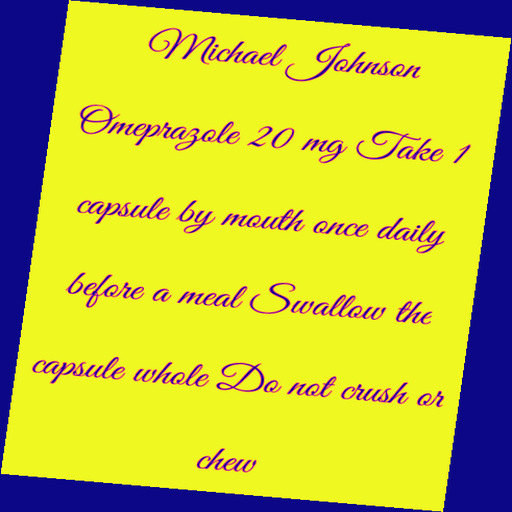 Michael Johnson
Omeprazole 20 mg Take 1
capsule by mouth once daily
before a meal Swallow the
capsule whole Do not crush or
chew